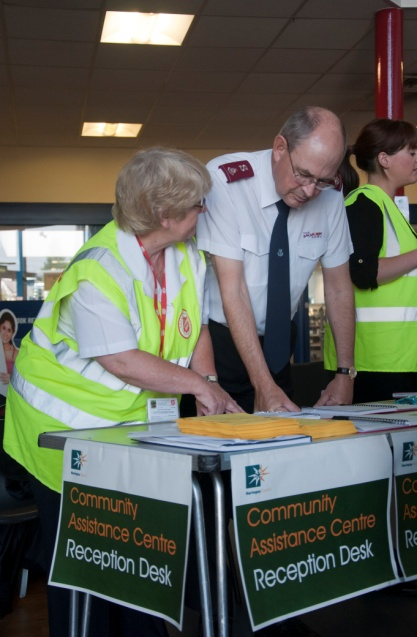 Community
Assistance Centre
Reception Desk
Community
Assistance Centre
Reception Desk